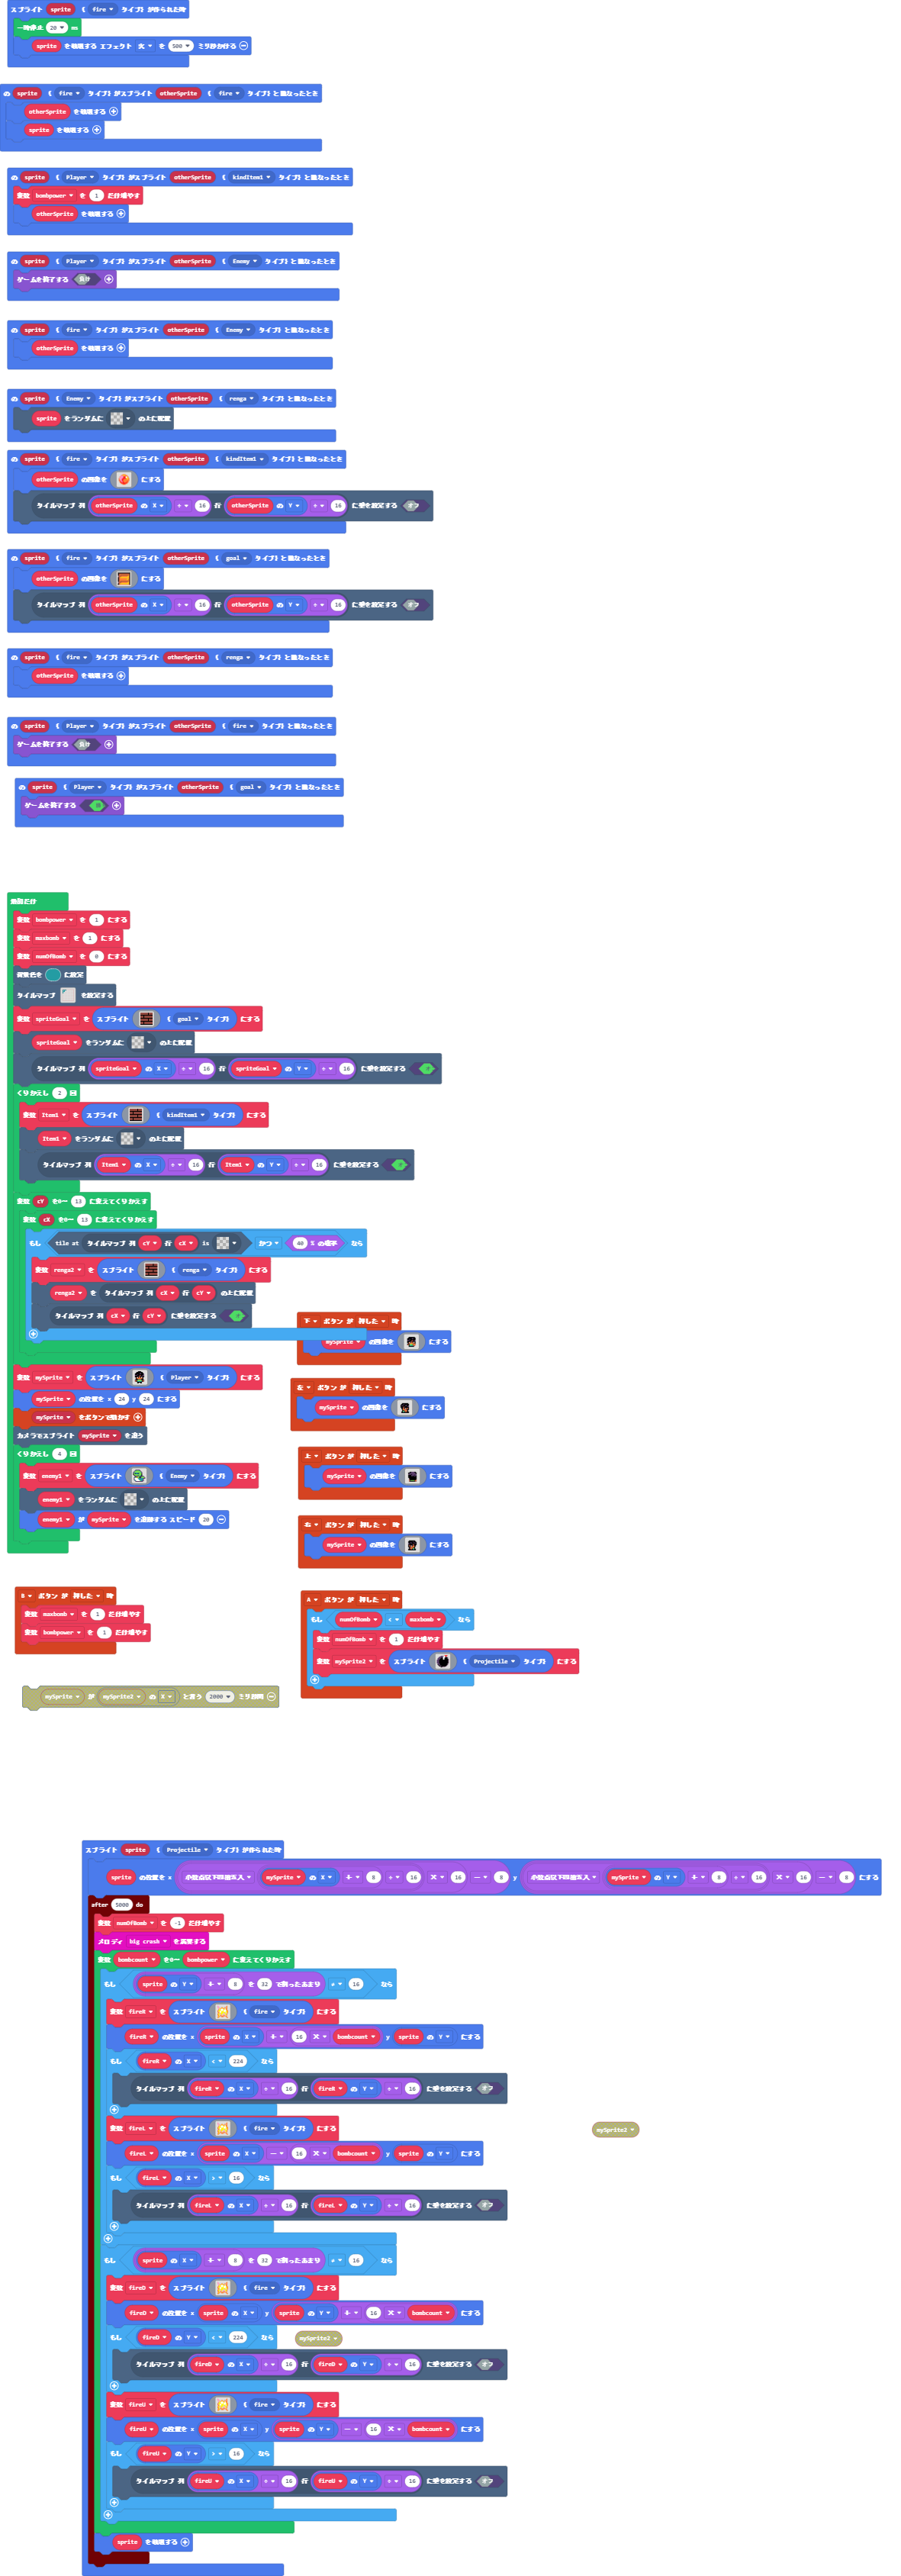 スプライト sprite ( fire タイプ) が作られた時
一時停止 20 ms
sprite を破壊する エフェクト 火 を 500 ミリ秒かける
の sprite ( fire タイプ) がスプライト otherSprite ( fire タイプ) と重なったとき
otherSprite を破壊する
sprite を破壊する
の sprite ( Player タイプ) がスプライト otherSprite ( kindItem1 タイプ) と重なったとき
変数 bombpower を 1 だけ増やす
otherSprite を破壊する
の sprite ( Player タイプ) がスプライト otherSprite ( Enemy タイプ) と重なったとき
ゲームを終了する 負け
の sprite ( fire タイプ) がスプライト otherSprite ( Enemy タイプ) と重なったとき
otherSprite を破壊する
の sprite ( Enemy タイプ) がスプライト otherSprite ( renga タイプ) と重なったとき
sprite をランダムに の上に配置
の sprite ( fire タイプ) がスプライト otherSprite ( kindItem1 タイプ) と重なったとき
otherSprite の画像を にする
タイルマップ 列 otherSprite の X ÷ 16 行 otherSprite の Y ÷ 16 に壁を設定する オフ
の sprite ( fire タイプ) がスプライト otherSprite ( goal タイプ) と重なったとき
otherSprite の画像を にする
タイルマップ 列 otherSprite の X ÷ 16 行 otherSprite の Y ÷ 16 に壁を設定する オフ
の sprite ( fire タイプ) がスプライト otherSprite ( renga タイプ) と重なったとき
otherSprite を破壊する
の sprite ( Player タイプ) がスプライト otherSprite ( fire タイプ) と重なったとき
ゲームを終了する 負け
の sprite ( Player タイプ) がスプライト otherSprite ( goal タイプ) と重なったとき
ゲームを終了する
最初だけ
変数 bombpower を 1 にする
変数 maxbomb を 1 にする
変数 numOfBomb を 0 にする
背景色を に設定
タイルマップ を設定する
変数 spriteGoal を スプライト ( goal タイプ) にする
spriteGoal をランダムに の上に配置
タイルマップ 列 spriteGoal の X ÷ 16 行 spriteGoal の Y ÷ 16 に壁を設定する
くりかえし 2 回
変数 Item1 を スプライト ( kindItem1 タイプ) にする
Item1 をランダムに の上に配置
タイルマップ 列 Item1 の X ÷ 16 行 Item1 の Y ÷ 16 に壁を設定する
変数 cY を0〜 13 に変えてくりかえす
変数 cX を0〜 13 に変えてくりかえす
もし tile at タイルマップ 列 cY 行 cX is かつ 40 % の確率 なら
変数 renga2 を スプライト ( renga タイプ) にする
renga2 を タイルマップ 列 cX 行 cY の上に配置
タイルマップ 列 cX 行 cY に壁を設定する
変数 mySprite を スプライト ( Player タイプ) にする
mySprite の位置を x 24 y 24 にする
mySprite をボタンで動かす
カメラでスプライト mySprite を追う
くりかえし 4 回
変数 enemy1 を スプライト ( Enemy タイプ) にする
enemy1 をランダムに の上に配置
enemy1 が mySprite を追跡する スピード 20
下 ボタン が 押した 時
mySprite の画像を にする
左 ボタン が 押した 時
mySprite の画像を にする
上 ボタン が 押した 時
mySprite の画像を にする
右 ボタン が 押した 時
mySprite の画像を にする
B ボタン が 押した 時
変数 maxbomb を 1 だけ増やす
変数 bombpower を 1 だけ増やす
A ボタン が 押した 時
もし numOfBomb < maxbomb なら
変数 numOfBomb を 1 だけ増やす
変数 mySprite2 を スプライト ( Projectile タイプ) にする
mySprite が mySprite2 の X と言う 2000 ミリ秒間
スプライト sprite ( Projectile タイプ) が作られた時
sprite の位置を x 小数点以下四捨五入 mySprite の X + 8 ÷ 16 × 16 − 8 y 小数点以下四捨五入 mySprite の Y + 8 ÷ 16 × 16 − 8 にする
after 5000 do
変数 numOfBomb を -1 だけ増やす
メロディ big crash を演奏する
変数 bombcount を0〜 bombpower に変えてくりかえす
もし sprite の Y + 8 を 32 で割ったあまり 16 なら
変数 fireR を スプライト ( fire タイプ) にする
fireR の位置を x sprite の X + 16 × bombcount y sprite の Y にする
もし fireR の X < 224 なら
タイルマップ 列 fireR の X ÷ 16 行 fireR の Y ÷ 16 に壁を設定する オフ
変数 fireL を スプライト ( fire タイプ) にする
fireL の位置を x sprite の X − 16 × bombcount y sprite の Y にする
もし fireL の X > 16 なら
タイルマップ 列 fireL の X ÷ 16 行 fireL の Y ÷ 16 に壁を設定する オフ
mySprite2
もし sprite の X + 8 を 32 で割ったあまり 16 なら
変数 fireD を スプライト ( fire タイプ) にする
fireD の位置を x sprite の X y sprite の Y + 16 × bombcount にする
もし fireD の Y < 224 なら
mySprite2
タイルマップ 列 fireD の X ÷ 16 行 fireD の Y ÷ 16 に壁を設定する オフ
変数 fireU を スプライト ( fire タイプ) にする
fireU の位置を x sprite の X y sprite の Y − 16 × bombcount にする
もし fireU の Y > 16 なら
タイルマップ 列 fireU の X ÷ 16 行 fireU の Y ÷ 16 に壁を設定する オフ
sprite を破壊する